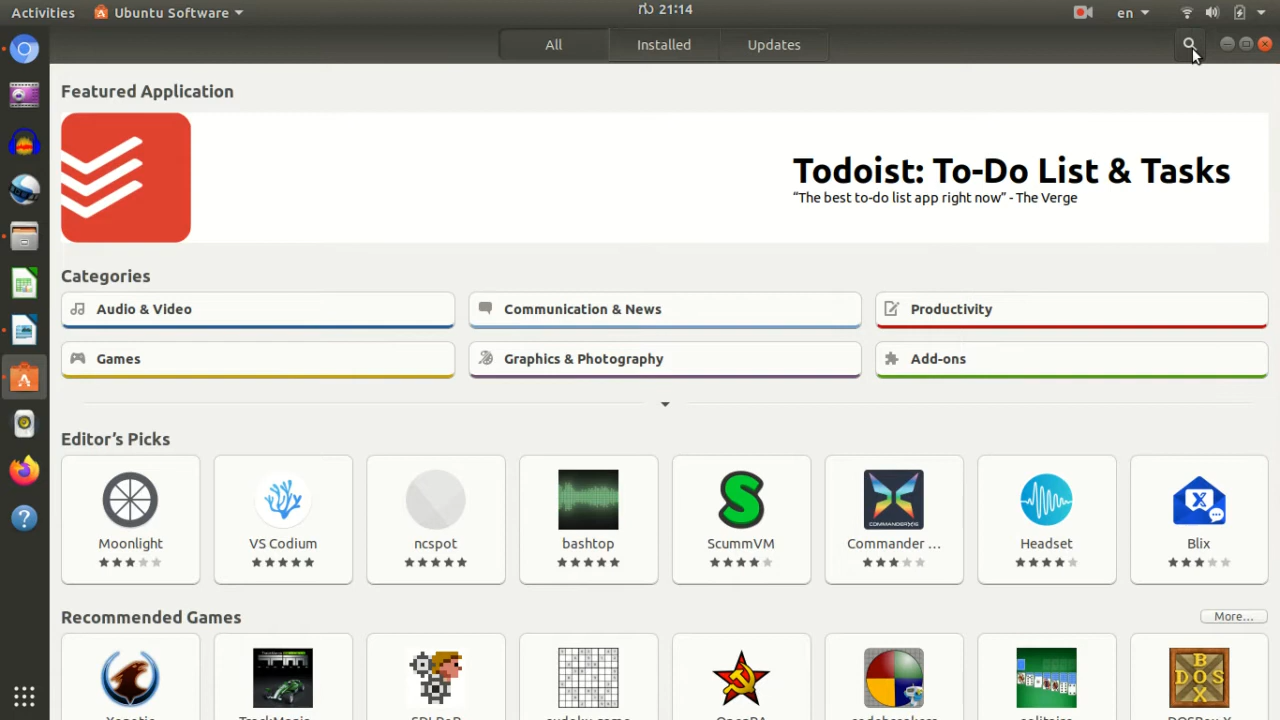 Activities Ubuntu Software რპ 21:14 en
All Installed Updates
Featured Application
Todoist: To-Do List & Tasks
“The best to-do list app right now” - The Verge
Categories
Audio & Video Communication & News Productivity
Games Graphics & Photography Add-ons
Editor’s Picks
Moonlight VS Codium ncspot bashtop ScummVM Commander ... Headset Blix
Recommended Games More...